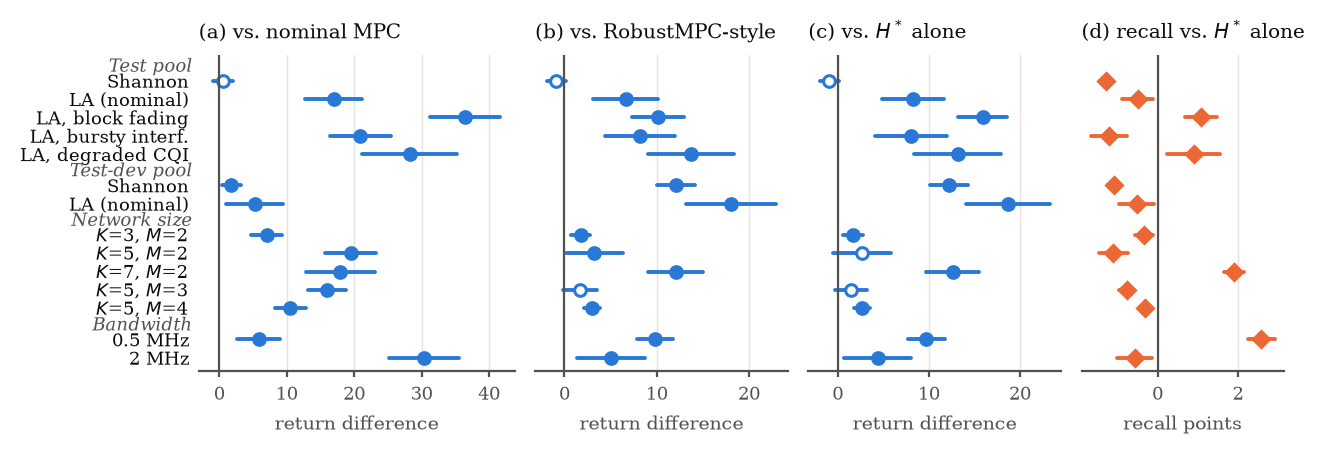 (a) vs. nominal MPC
(b) vs. RobustMPC-style
(c) vs. H* alone
(d) recall vs. H* alone
Test pool
Shannon
LA (nominal)
LA, block fading
LA, bursty interf.
LA, degraded CQI
Test-dev pool
Shannon
LA (nominal)
Network size
K=3, M=2
K=5, M=2
K=7, M=2
K=5, M=3
K=5, M=4
Bandwidth
0.5 MHz
2 MHz
0 10 20 30 40
0 10 20
0 10 20
0 2
return difference
return difference
return difference
recall points